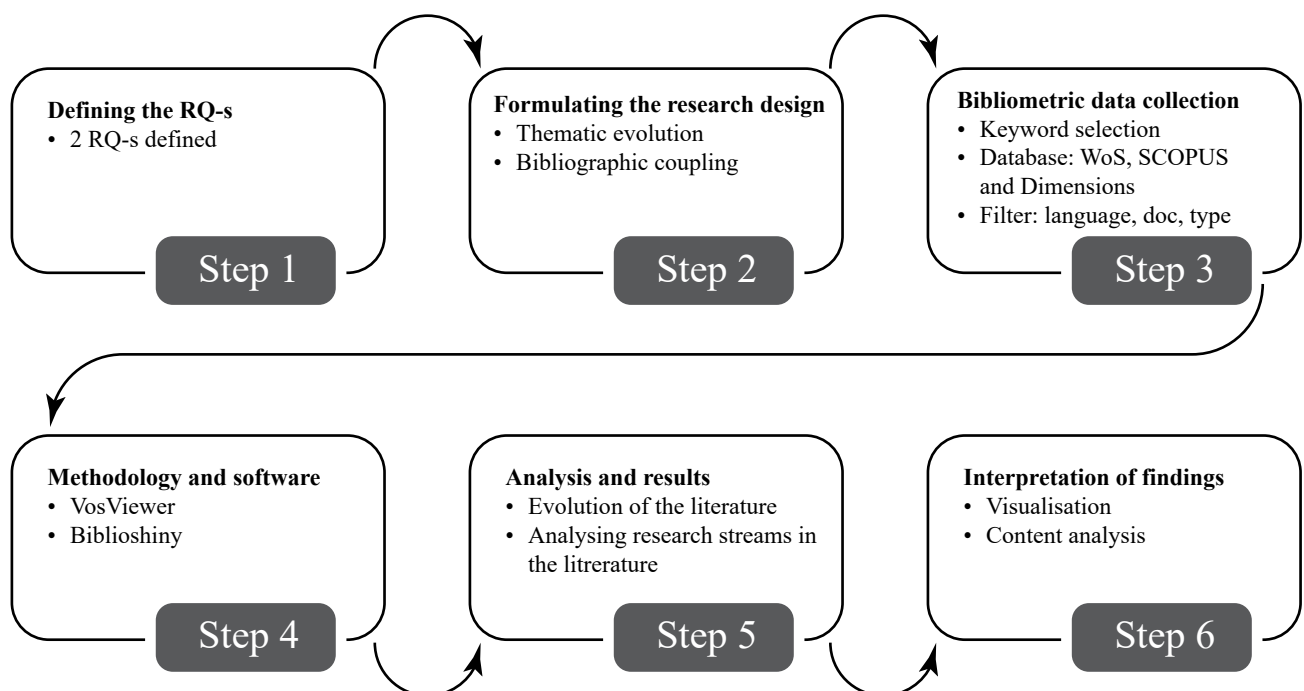 Defining the RQ-s
• 2 RQ-s defined
Step 1
Formulating the research design
• Thematic evolution
• Bibliographic coupling
Step 2
Bibliometric data collection
• Keyword selection
• Database: WoS, SCOPUS
and Dimensions
• Filter: language, doc, type
Step 3
Methodology and software
• VosViewer
• Biblioshiny
Step 4
Analysis and results
• Evolution of the literature
• Analysing research streams in
the litrerature
Step 5
Interpretation of findings
• Visualisation
• Content analysis
Step 6